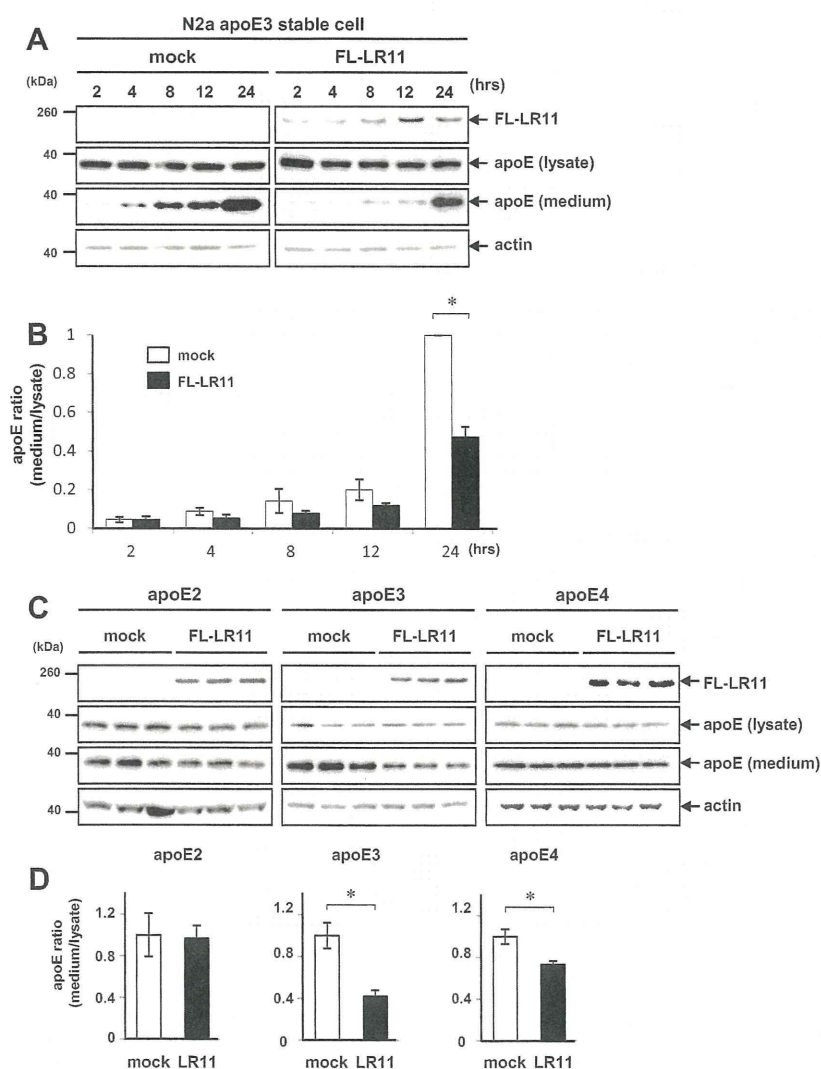 N2a apoE3 stable cell
A
mock FL-LR11
(kDa) 2 4 8 12 24 2 4 8 12 24 (hrs)
260 FL-LR11
40 apoE (lysate)
40 apoE (medium)
40 actin
B
*
apoE ratio
(medium/lysate)
1
0.8
0.6
0.4
0.2
0
mock
FL-LR11
2 4 8 12 24 (hrs)
C
apoE2 apoE3 apoE4
mock FL-LR11 mock FL-LR11 mock FL-LR11
(kDa)
260 FL-LR11
40 apoE (lysate)
40 apoE (medium)
40 actin
apoE2 apoE3 apoE4
D
apoE ratio
(medium/lysate)
1.2 1.2 * 1.2 *
0.8 0.8 0.8
0.4 0.4 0.4
0 0 0
mock LR11 mock LR11 mock LR11